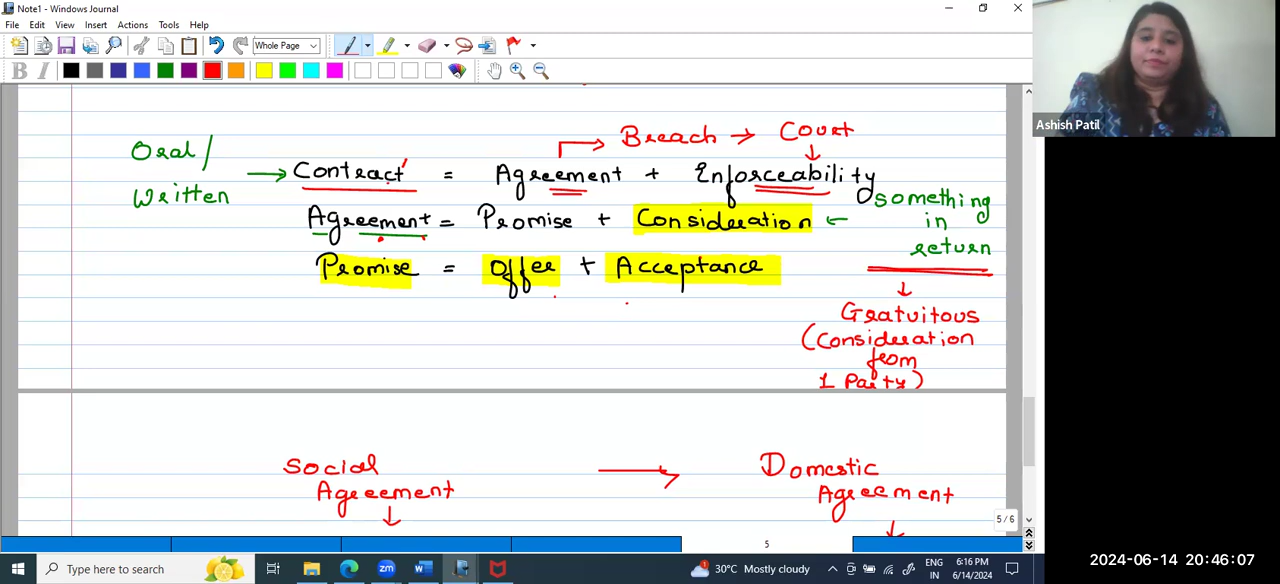 Note1 - Windows Journal
File Edit View Insert Actions Tools Help
Whole Page
B I
Ashish Patil
Breach → Court
Oral/
Written
→ Contract = Agreement + Enforceability
Agreement = Promise + Consideration ← something in return
Promise = Offer + Acceptance
Gratuitous
(Consideration
from
1 Party)
Social
Agreement
→ Domestic
Agreement
5 / 6
5
Type here to search
30°C Mostly cloudy
ENG
IN
6:16 PM
6/14/2024
2024-06-14 20:46:07